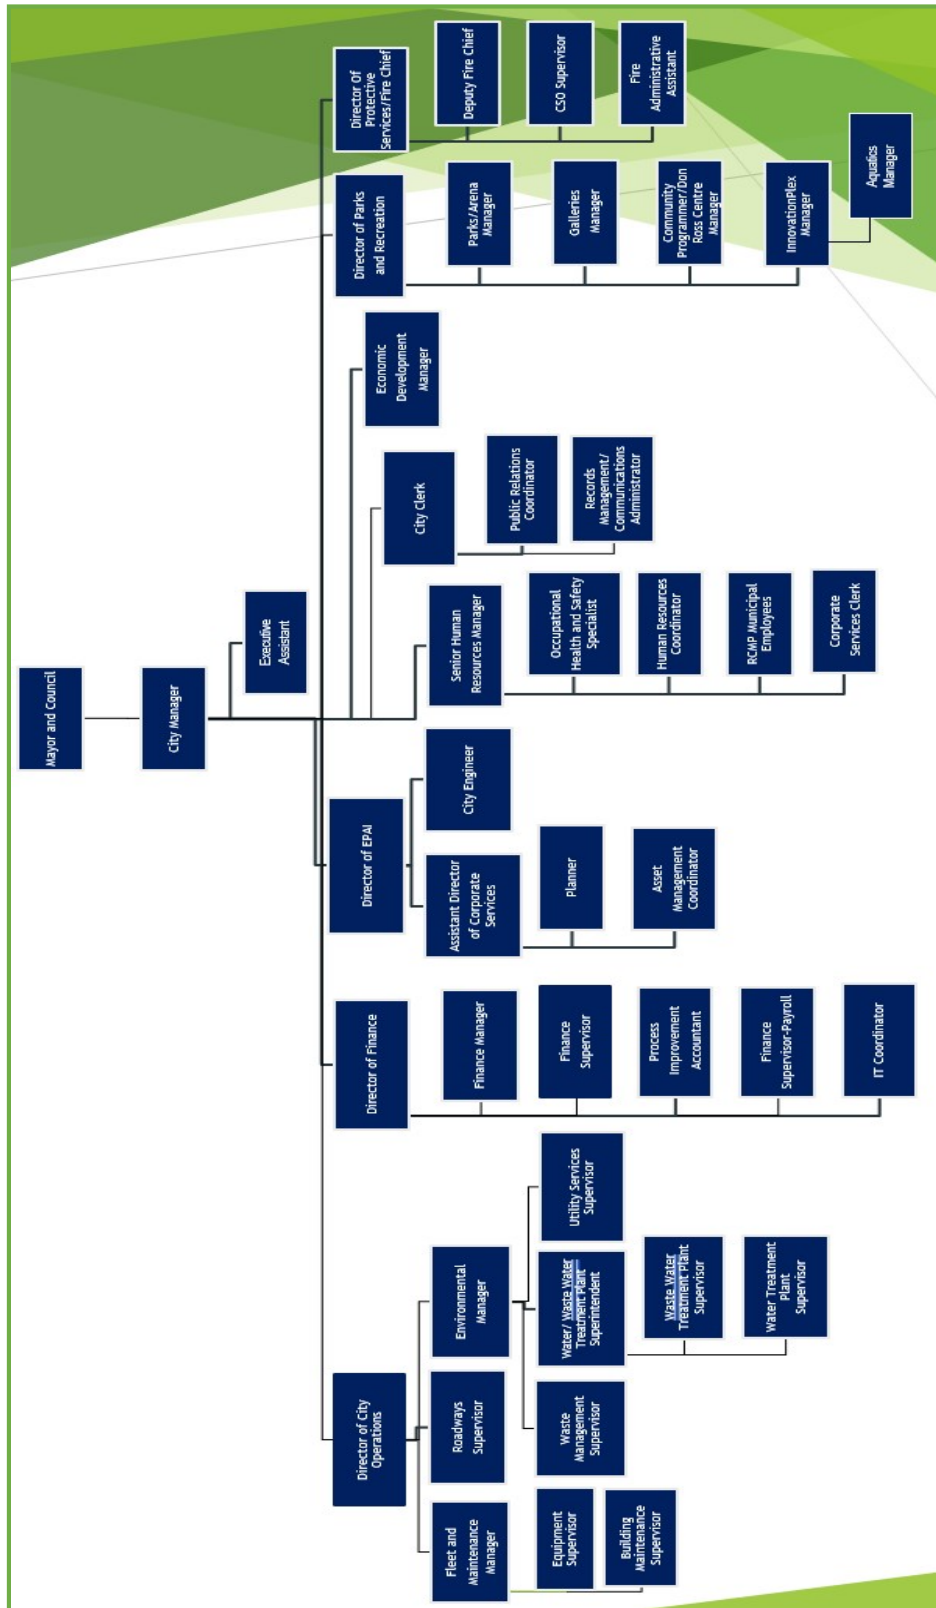 Mayor and Council
City Manager
Executive
Assistant
Director of City
Operations
Director of Finance
Director of EPAI
Senior Human
Resources Manager
City Clerk
Economic
Development
Manager
Director of Parks
and Recreation
Director of
Protective
Services/Fire Chief
Fleet and
Maintenance
Manager
Equipment
Supervisor
Building
Maintenance
Supervisor
Roadways
Supervisor
Environmental
Manager
Waste
Management
Supervisor
Water/ Waste Water
Treatment Plant
Superintendent
Waste Water
Treatment Plant
Supervisor
Water Treatment
Plant
Supervisor
Utility Services
Supervisor
Finance Manager
Finance
Supervisor
Process
Improvement
Accountant
Finance
Supervisor-Payroll
IT Coordinator
Assistant Director
of Corporate
Services
Planner
Asset
Management
Coordinator
City Engineer
Occupational
Health and Safety
Specialist
Human Resources
Coordinator
RCMP Municipal
Employees
Corporate
Services Clerk
Public Relations
Coordinator
Records
Management/
Communications
Administrator
Parks/Arena
Manager
Galleries
Manager
Community
Programmer/Don
Ross Centre
Manager
InnovationPlex
Manager
Aquatics
Manager
Deputy Fire Chief
CSO Supervisor
Fire
Administrative
Assistant